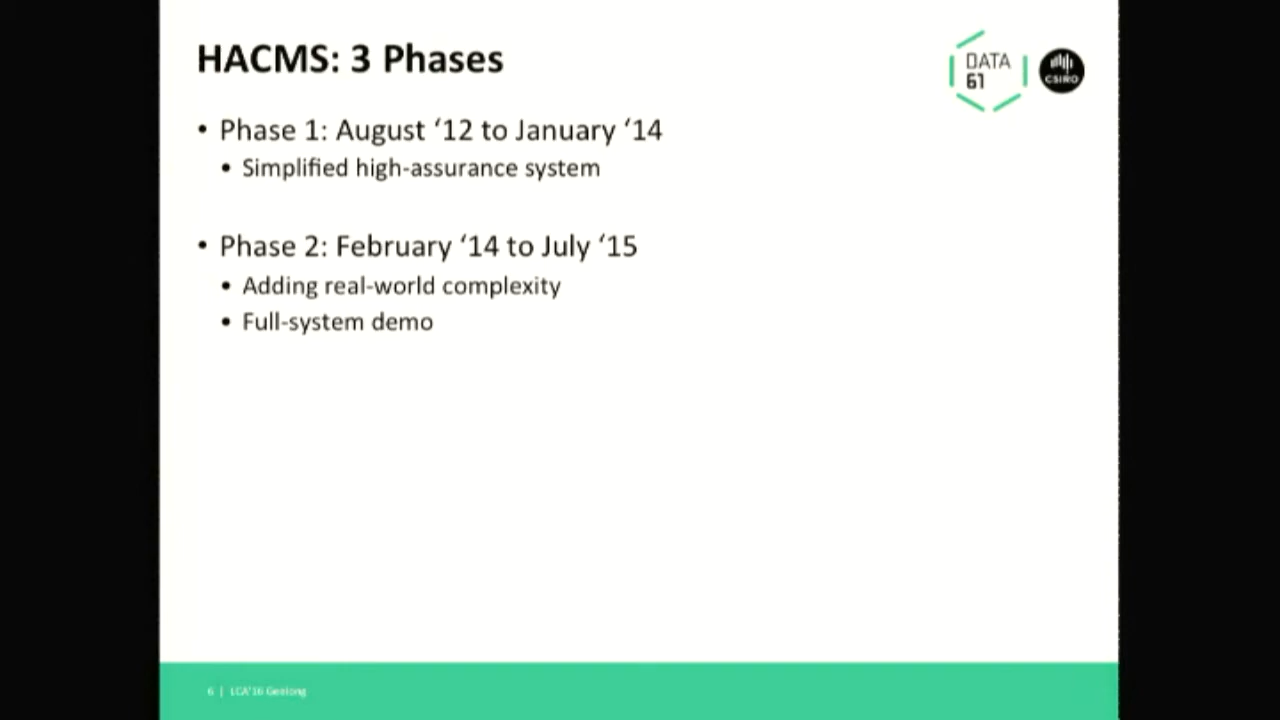 HACMS: 3 Phases
DATA
61
CSIRO
• Phase 1: August ‘12 to January ‘14
• Simplified high-assurance system
• Phase 2: February ‘14 to July ‘15
• Adding real-world complexity
• Full-system demo
6 | LCA'16 Geelong